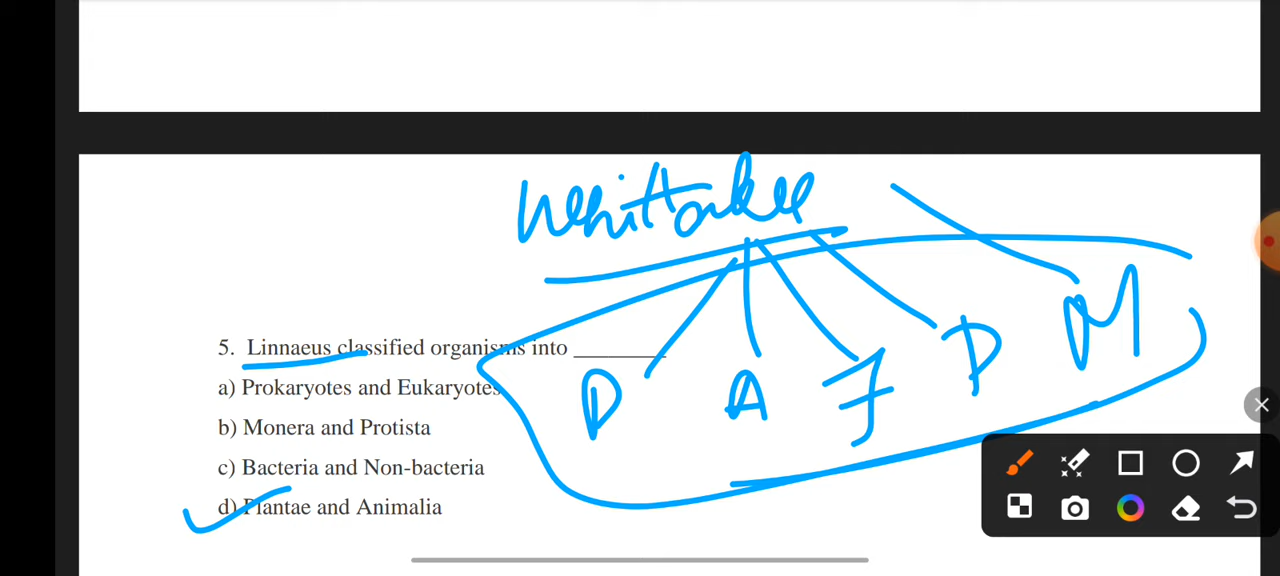 Whittaker
5. Linnaeus classified organisms into ________
P A F P M
a) Prokaryotes and Eukaryotes
b) Monera and Protista
c) Bacteria and Non-bacteria
d) Plantae and Animalia